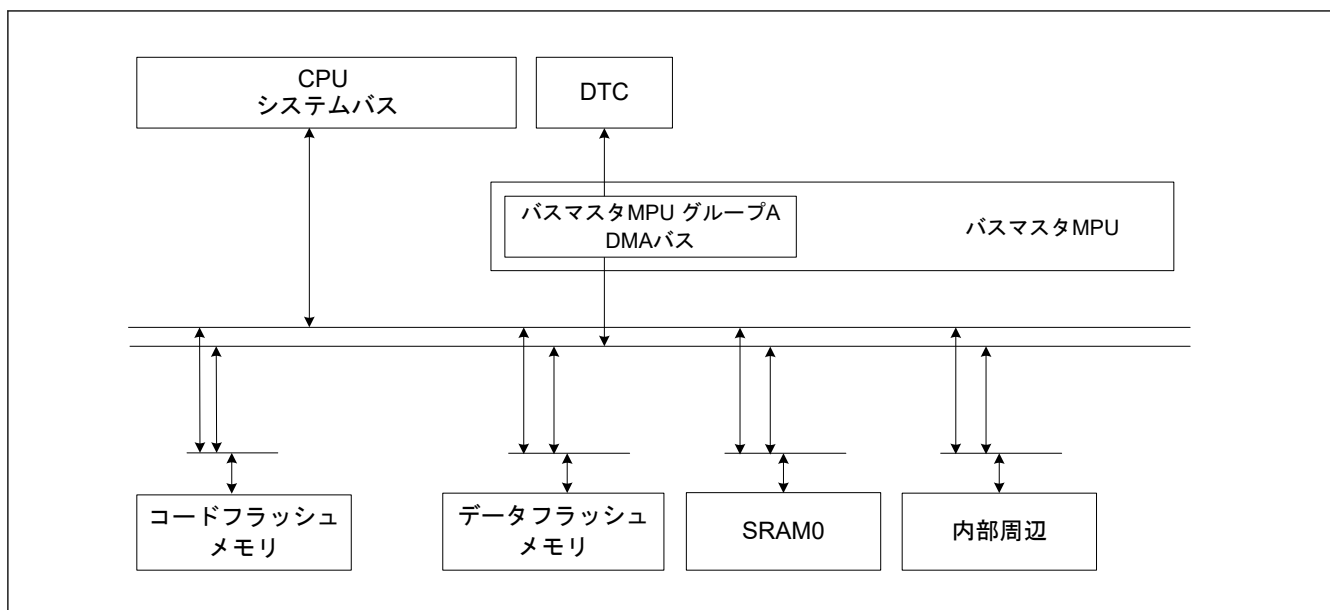 CPU
システムバス
DTC
バスマスタMPU グループA
DMAバス
バスマスタMPU
コードフラッシュ
メモリ
データフラッシュ
メモリ
SRAM0
内部周辺